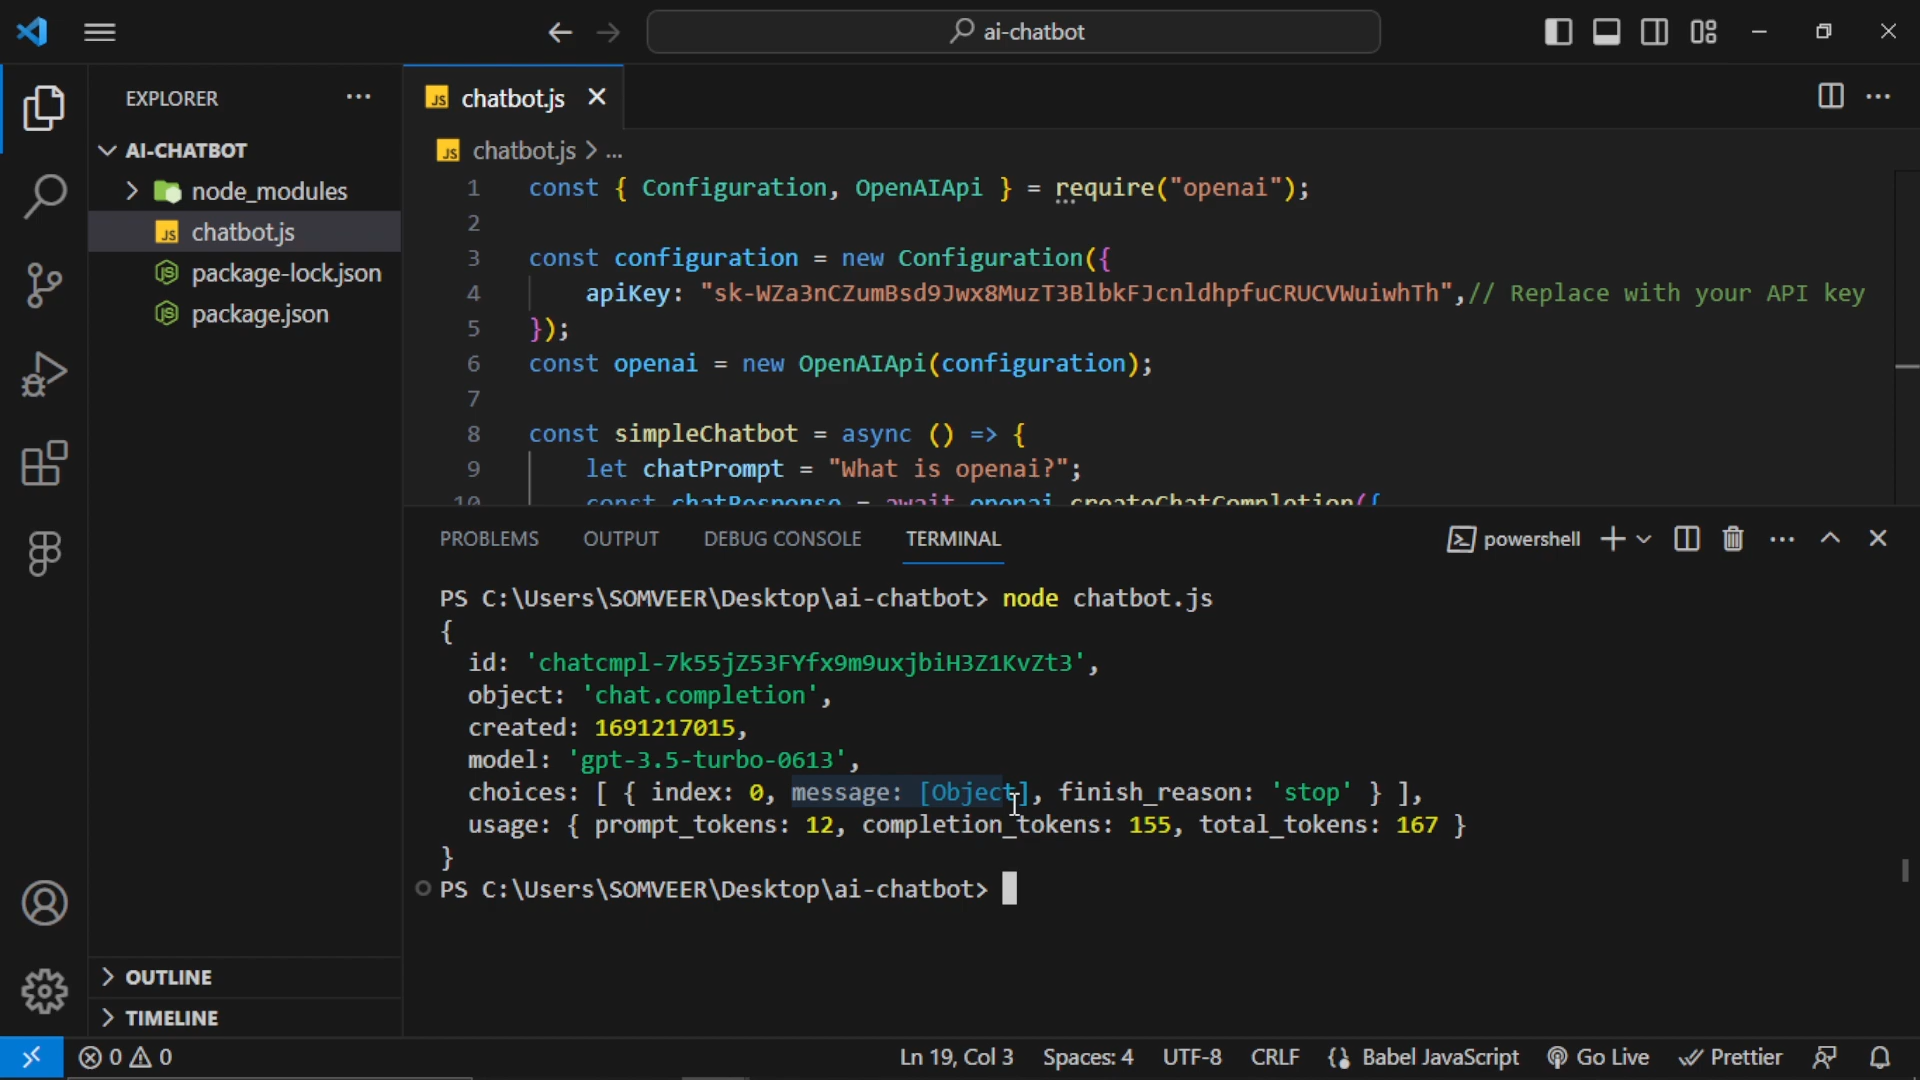 ai-chatbot
EXPLORER
chatbot.js
AI-CHATBOT
node_modules
chatbot.js
package-lock.json
package.json
chatbot.js > ...
1 const { Configuration, OpenAIApi } = require("openai");
2
3 const configuration = new Configuration({
4 apiKey: "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",// Replace with your API key
5 });
6 const openai = new OpenAIApi(configuration);
7
8 const simpleChatbot = async () => {
9 let chatPrompt = "What is openai?";
10 const chatResponse = await openai.createChatCompletion({
PROBLEMS OUTPUT DEBUG CONSOLE TERMINAL
powershell
PS C:\Users\SOMVEER\Desktop\ai-chatbot> node chatbot.js
{
id: 'chatcmpl-7k55jZ53FYfx9m9uxjbiH3Z1KvZt3',
object: 'chat.completion',
created: 1691217015,
model: 'gpt-3.5-turbo-0613',
choices: [ { index: 0, message: [Object], finish_reason: 'stop' } ],
usage: { prompt_tokens: 12, completion_tokens: 155, total_tokens: 167 }
}
PS C:\Users\SOMVEER\Desktop\ai-chatbot>
OUTLINE
TIMELINE
0 0
Ln 19, Col 3 Spaces: 4 UTF-8 CRLF Babel JavaScript Go Live Prettier